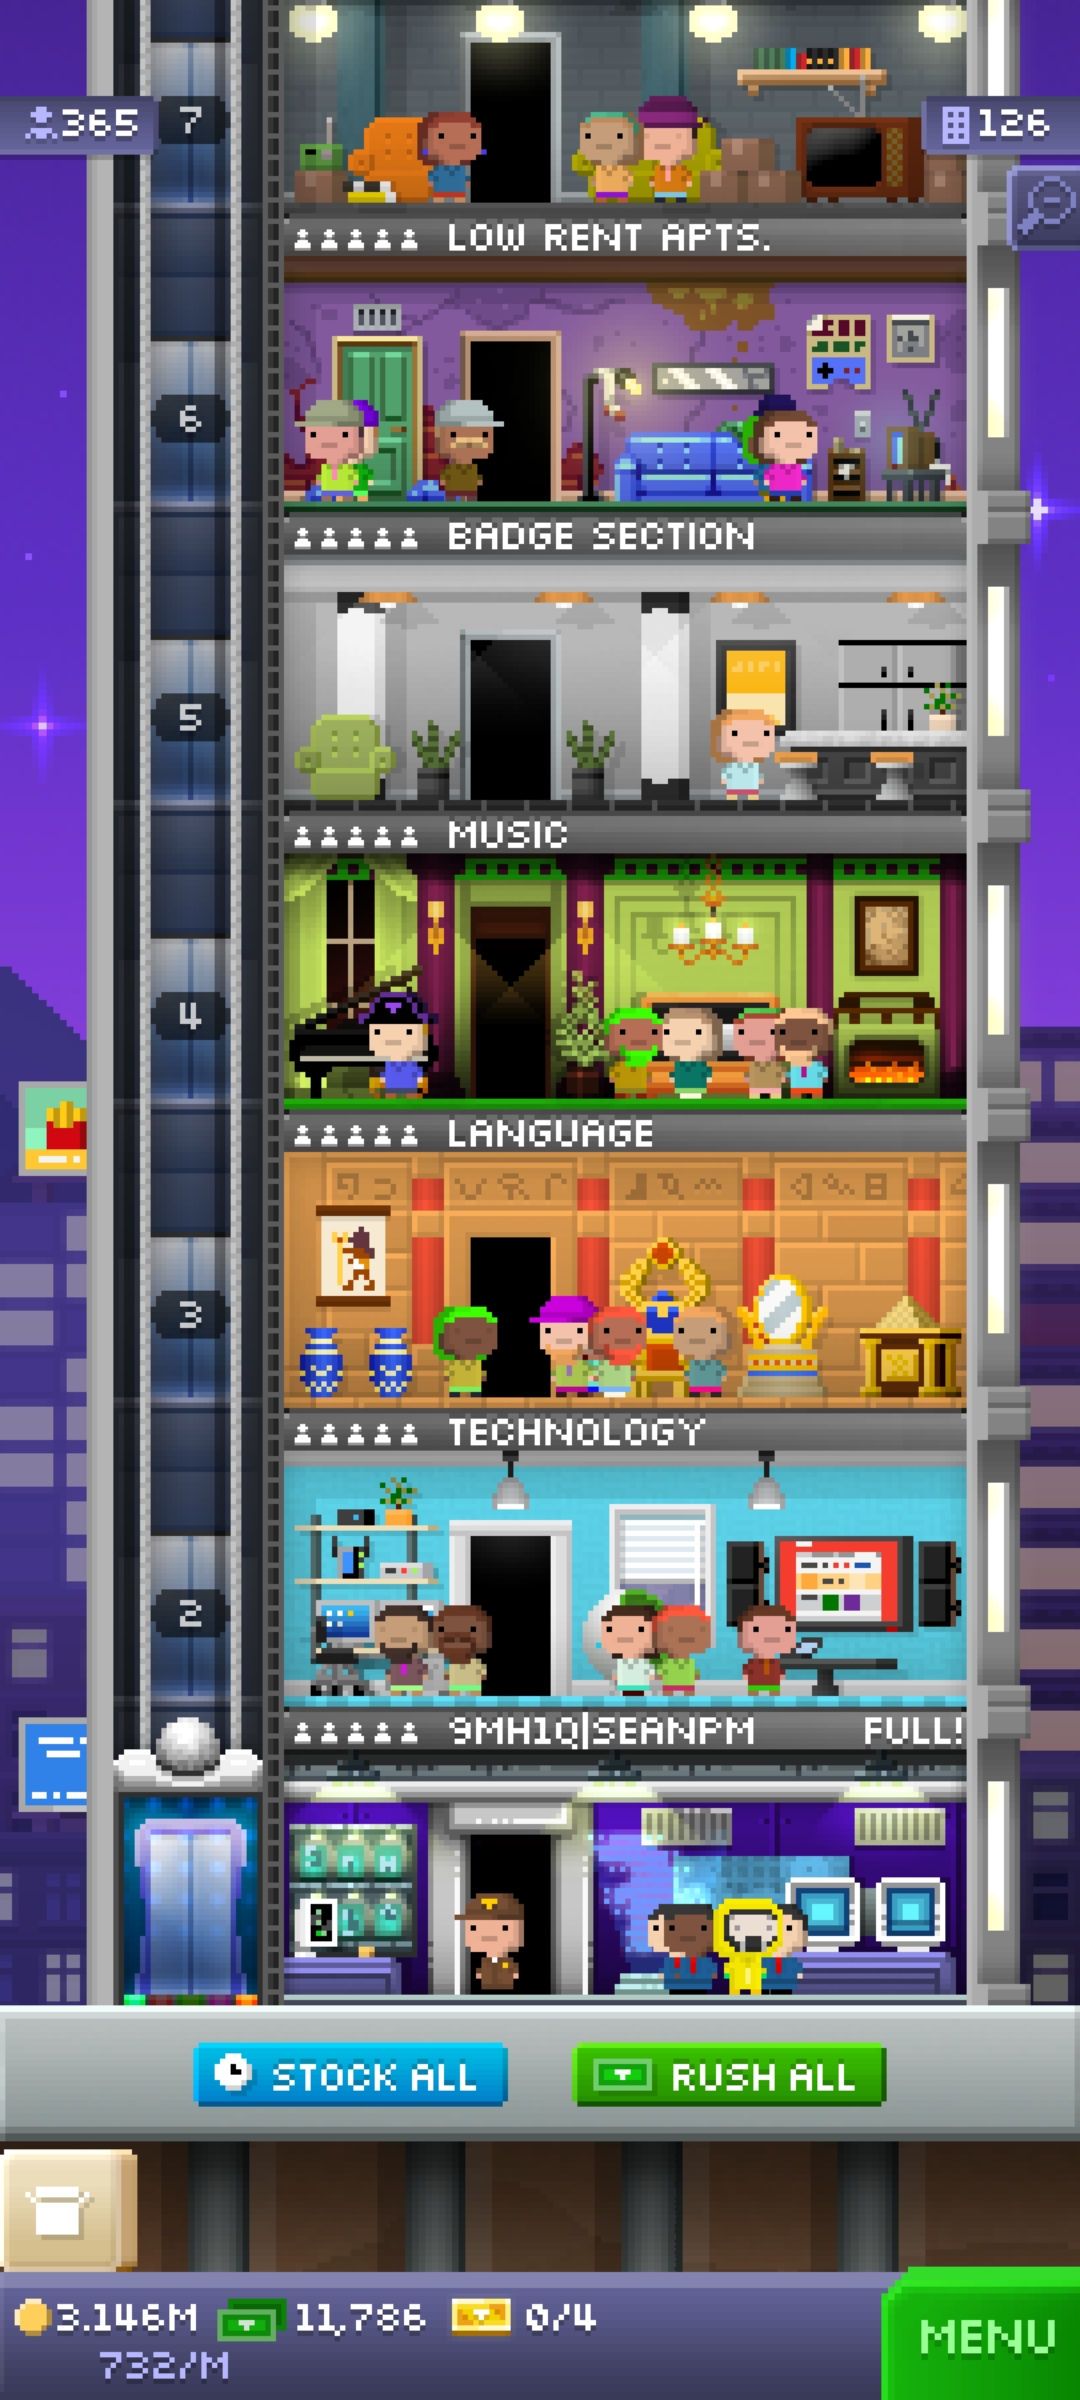 7
365
126
LOW RENT APTS.
6
BADGE SECTION
5
MUSIC
4
LANGUAGE
3
TECHNOLOGY
2
9MH1Q|SEANPM FULL!
STOCK ALL
RUSH ALL
3.146M
11,786
0/4
732/M
MENU